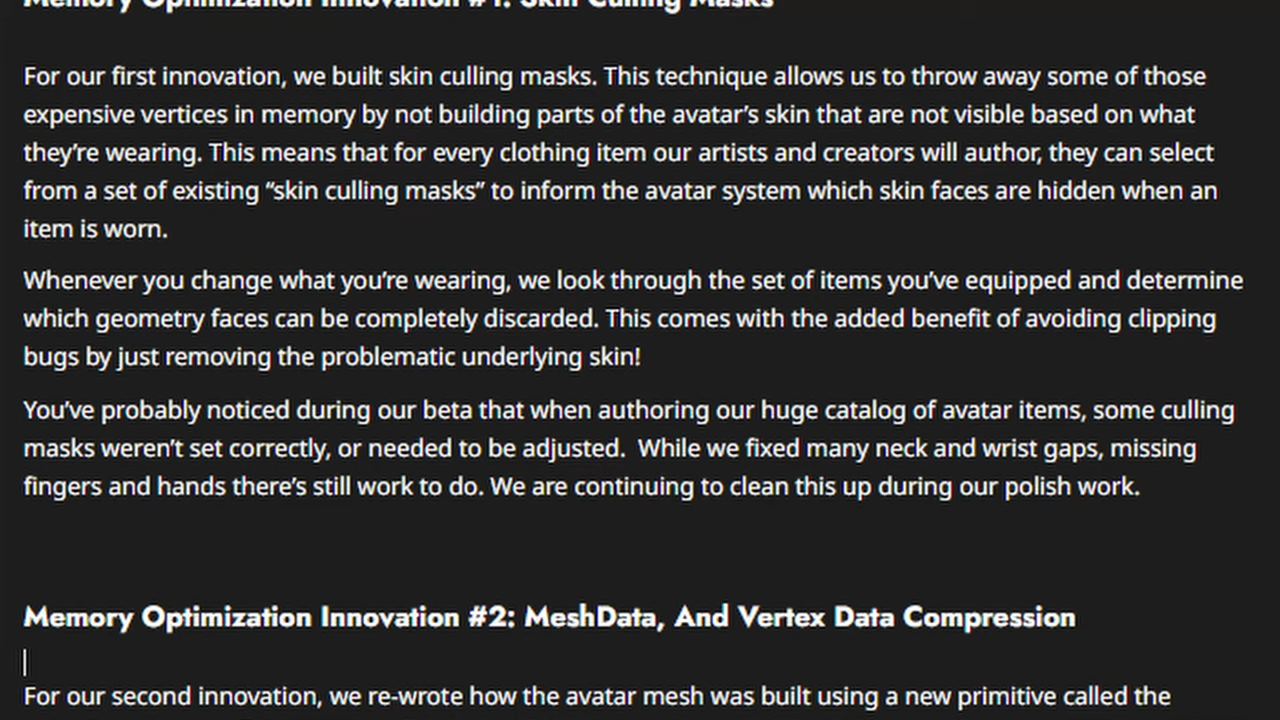 Memory Optimization Innovation #1: Skin Culling Masks
For our first innovation, we built skin culling masks. This technique allows us to throw away some of those
expensive vertices in memory by not building parts of the avatar’s skin that are not visible based on what
they’re wearing. This means that for every clothing item our artists and creators will author, they can select
from a set of existing “skin culling masks” to inform the avatar system which skin faces are hidden when an
item is worn.
Whenever you change what you’re wearing, we look through the set of items you’ve equipped and determine
which geometry faces can be completely discarded. This comes with the added benefit of avoiding clipping
bugs by just removing the problematic underlying skin!
You’ve probably noticed during our beta that when authoring our huge catalog of avatar items, some culling
masks weren’t set correctly, or needed to be adjusted.  While we fixed many neck and wrist gaps, missing
fingers and hands there’s still work to do. We are continuing to clean this up during our polish work.
Memory Optimization Innovation #2: MeshData, And Vertex Data Compression
For our second innovation, we re-wrote how the avatar mesh was built using a new primitive called the